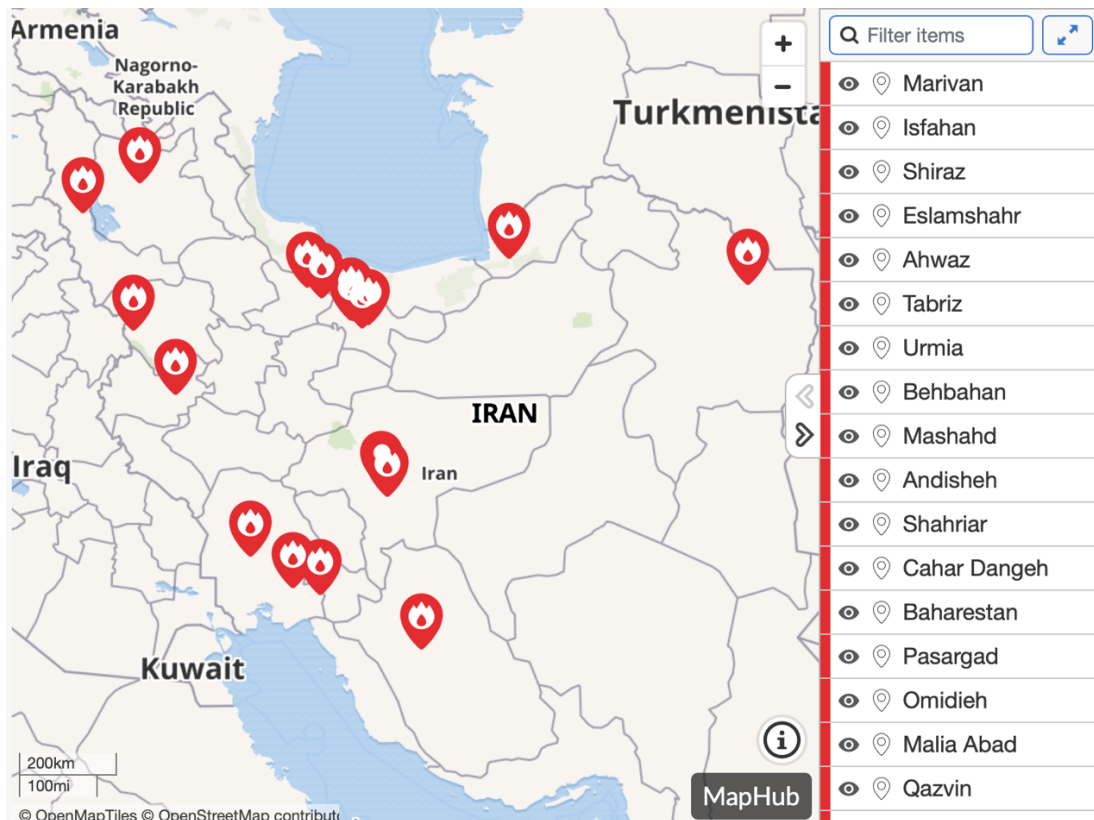 Armenia
Nagorno-
Karabakh
Republic
Turkmenista
IRAN
Iran
Iraq
Kuwait
200km
100mi
MapHub
© OpenMapTiles © OpenStreetMap contributo
Filter items
Marivan
Isfahan
Shiraz
Eslamshahr
Ahwaz
Tabriz
Urmia
Behbahan
Mashahd
Andisheh
Shahriar
Cahar Dangeh
Baharestan
Pasargad
Omidieh
Malia Abad
Qazvin